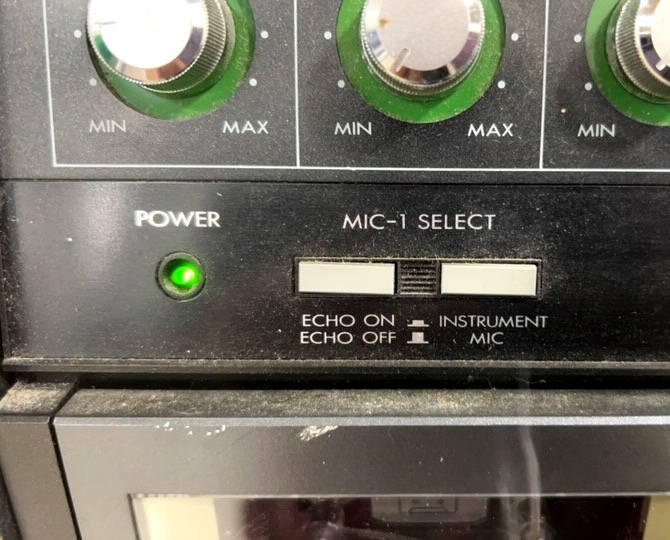 MIN MAX MIN MAX MIN
POWER MIC-1 SELECT
ECHO ON INSTRUMENT
ECHO OFF MIC